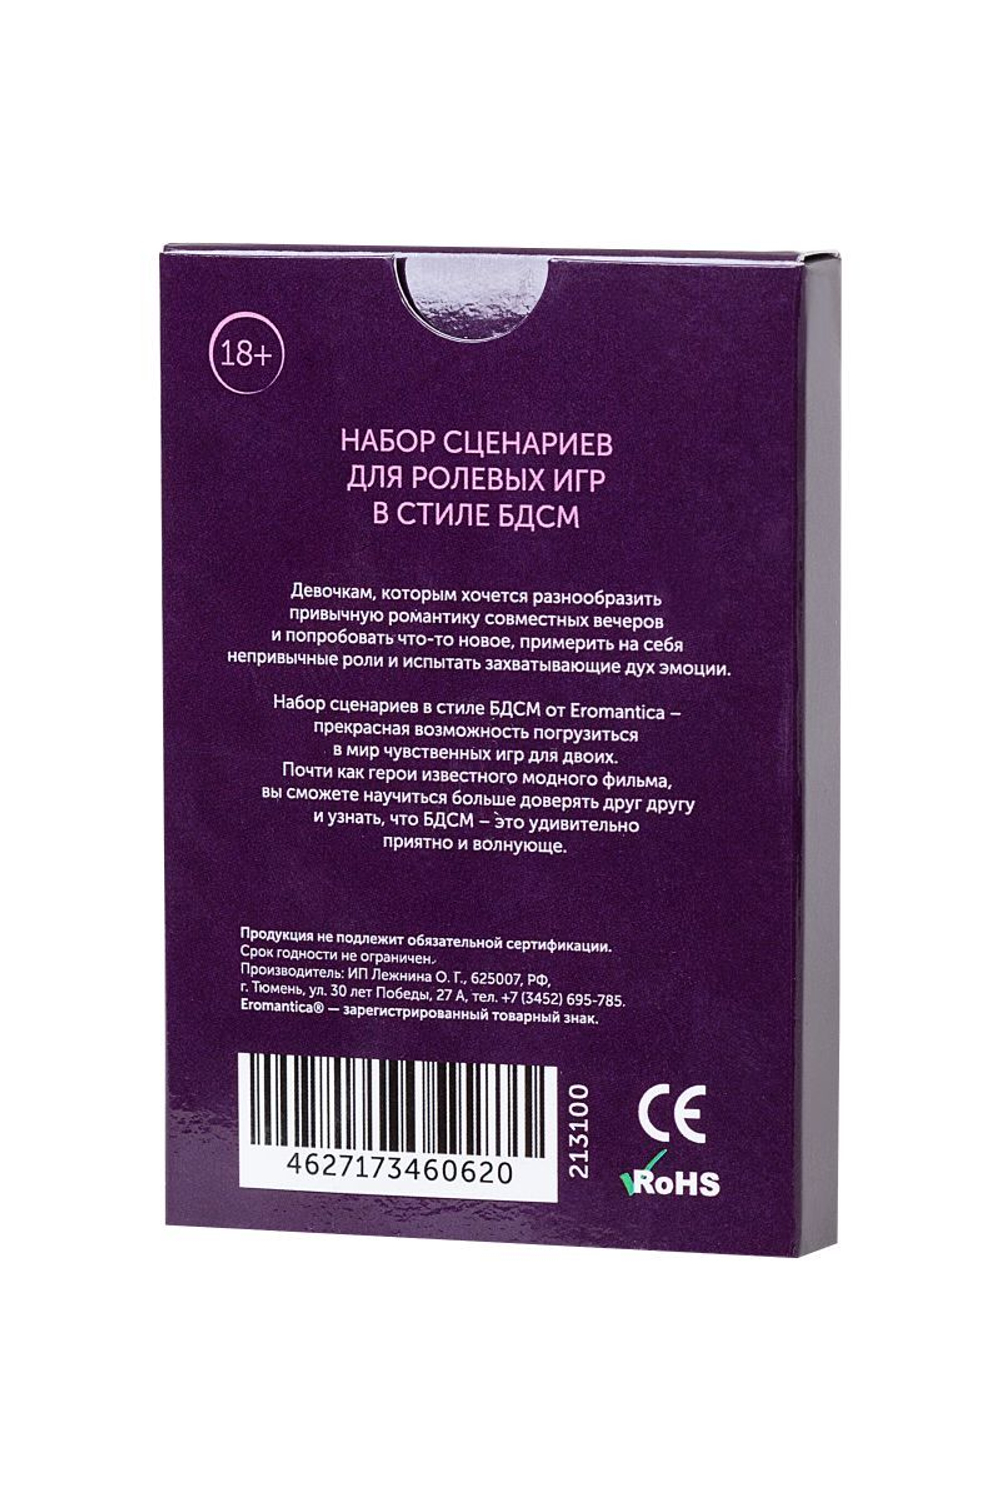 18+
НАБОР СЦЕНАРИЕВ
ДЛЯ РОЛЕВЫХ ИГР
В СТИЛЕ БДСМ
Девочкам, которым хочется разнообразить
привычную романтику совместных вечеров
и попробовать что-то новое, примерить на себя
непривычные роли и испытать захватывающие дух эмоции.
Набор сценариев в стиле БДСМ от Eromantica –
прекрасная возможность погрузиться
в мир чувственных игр для двоих.
Почти как герои известного модного фильма,
вы сможете научиться больше доверять друг другу
и узнать, что БДСМ – это удивительно
приятно и волнующе.
Продукция не подлежит обязательной сертификации.
Срок годности не ограничен.
Производитель: ИП Лежнина О. Г., 625007, РФ,
г. Тюмень, ул. 30 лет Победы, 27 А, тел. +7 (3452) 695-785.
Eromantica® — зарегистрированный товарный знак.
4627173460620
213100
CE
RoHS